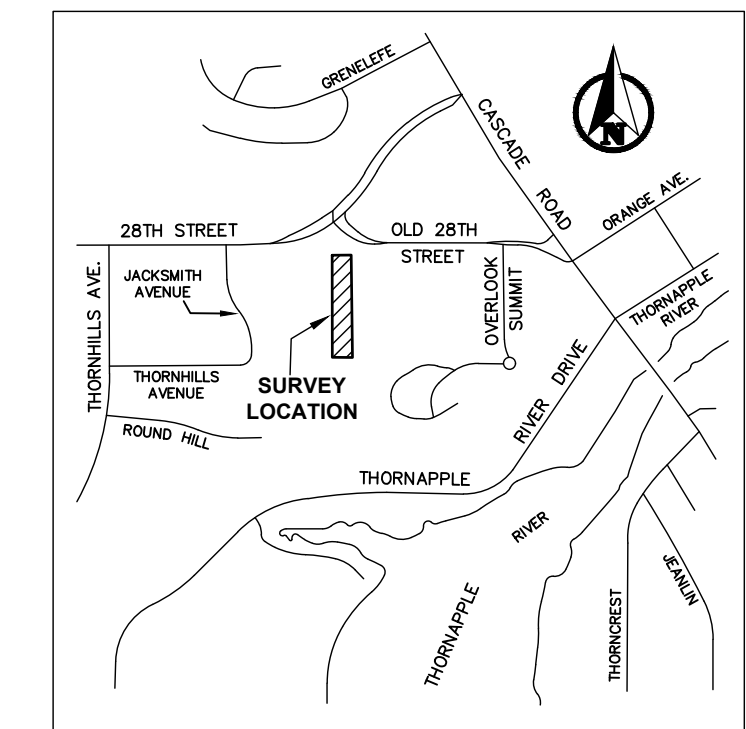 GRENELEFE
CASCADE ROAD
N
ORANGE AVE.
28TH STREET
OLD 28TH
STREET
JACKSMITH
AVENUE
THORNHILLS AVE.
OVERLOOK
SUMMIT
THORNAPPLE
RIVER
THORNHILLS
AVENUE
SURVEY
LOCATION
ROUND HILL
THORNAPPLE
RIVER DRIVE
RIVER
THORNAPPLE
THORNCREST
JEANLIN